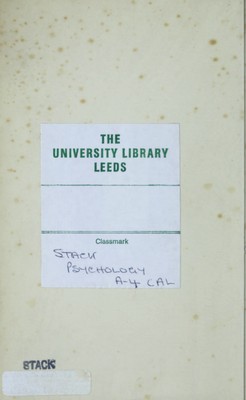 THE
UNIVERSITY LIBRARY
LEEDS
Classmark
STACK
PSYCHOLOGY
A-4 CAL
STACK